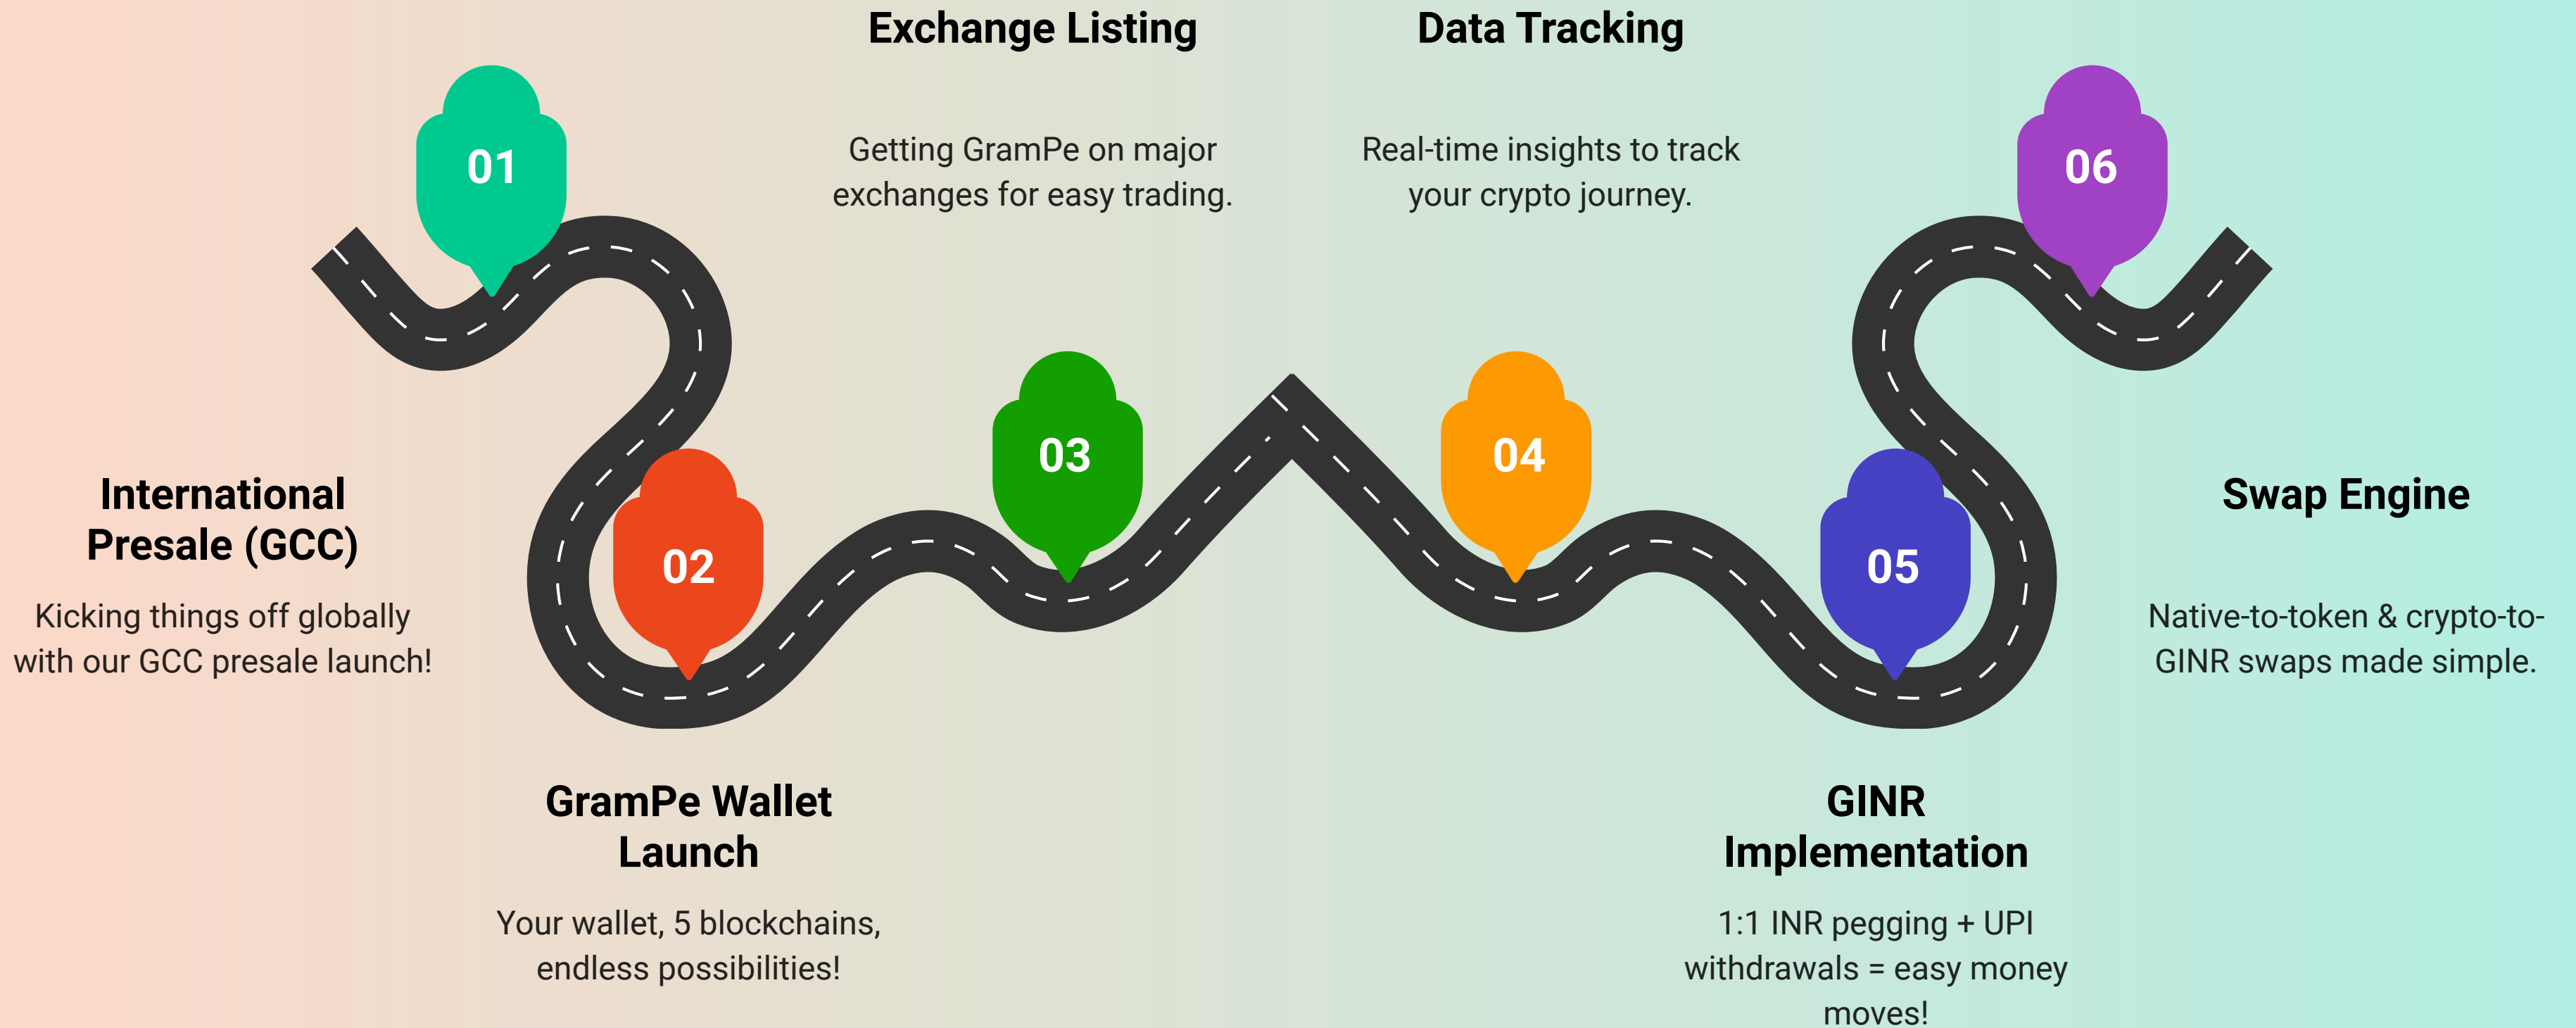 01
International
Presale (GCC)
Kicking things off globally
with our GCC presale launch!
02
GramPe Wallet
Launch
Your wallet, 5 blockchains,
endless possibilities!
03
Exchange Listing
Getting GramPe on major
exchanges for easy trading.
04
Data Tracking
Real-time insights to track
your crypto journey.
05
GINR
Implementation
1:1 INR pegging + UPI
withdrawals = easy money
moves!
06
Swap Engine
Native-to-token & crypto-to-
GINR swaps made simple.